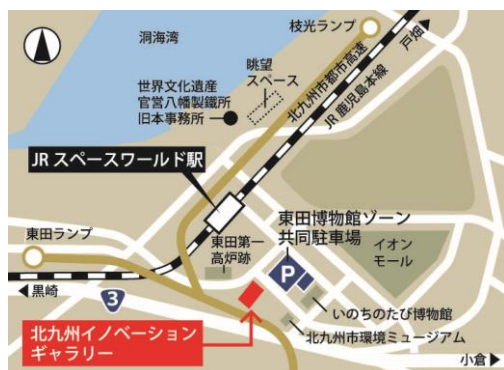 枝光ランプ
戸畑
洞海湾
眺望
スペース
世界文化遺産
官営八幡製鐵所
旧本事務所
北九州市都市高速
JR 鹿児島本線
JR スペースワールド駅
東田ランプ
東田第一
高炉跡
東田博物館ゾーン
共同駐車場
P
イオン
モール
黒崎
3
いのちのたび博物館
北九州市環境ミュージアム
北九州イノベーション
ギャラリー
小倉